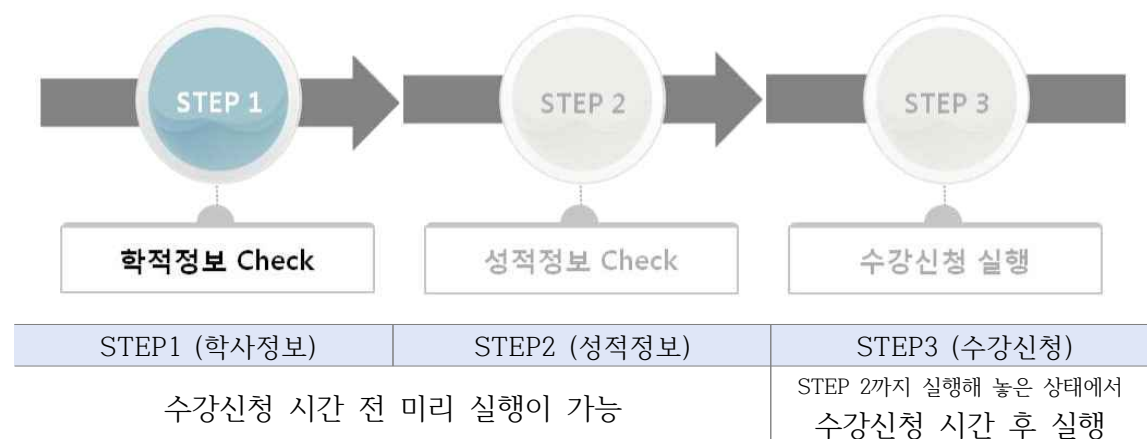 STEP 1
STEP 2
STEP 3
학적정보 Check
성적정보 Check
수강신청 실행
STEP1 (학사정보)
STEP2 (성적정보)
STEP3 (수강신청)
수강신청 시간 전 미리 실행이 가능
STEP 2까지 실행해 놓은 상태에서
수강신청 시간 후 실행